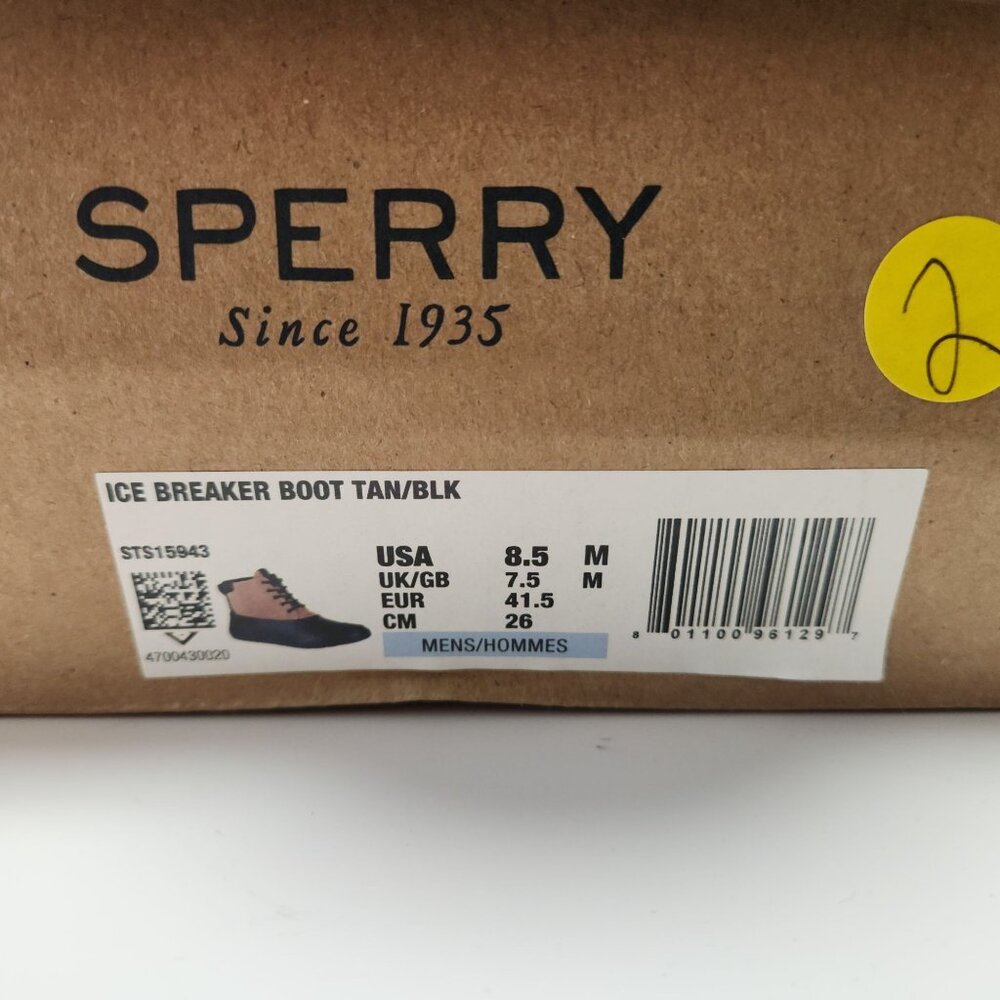 SPERRY
Since 1935
2
ICE BREAKER BOOT TAN/BLK
STS15943
4700430020
USA 8.5 M
UK/GB 7.5 M
EUR 41.5
CM 26
MENS/HOMMES
8 01100 96129 7